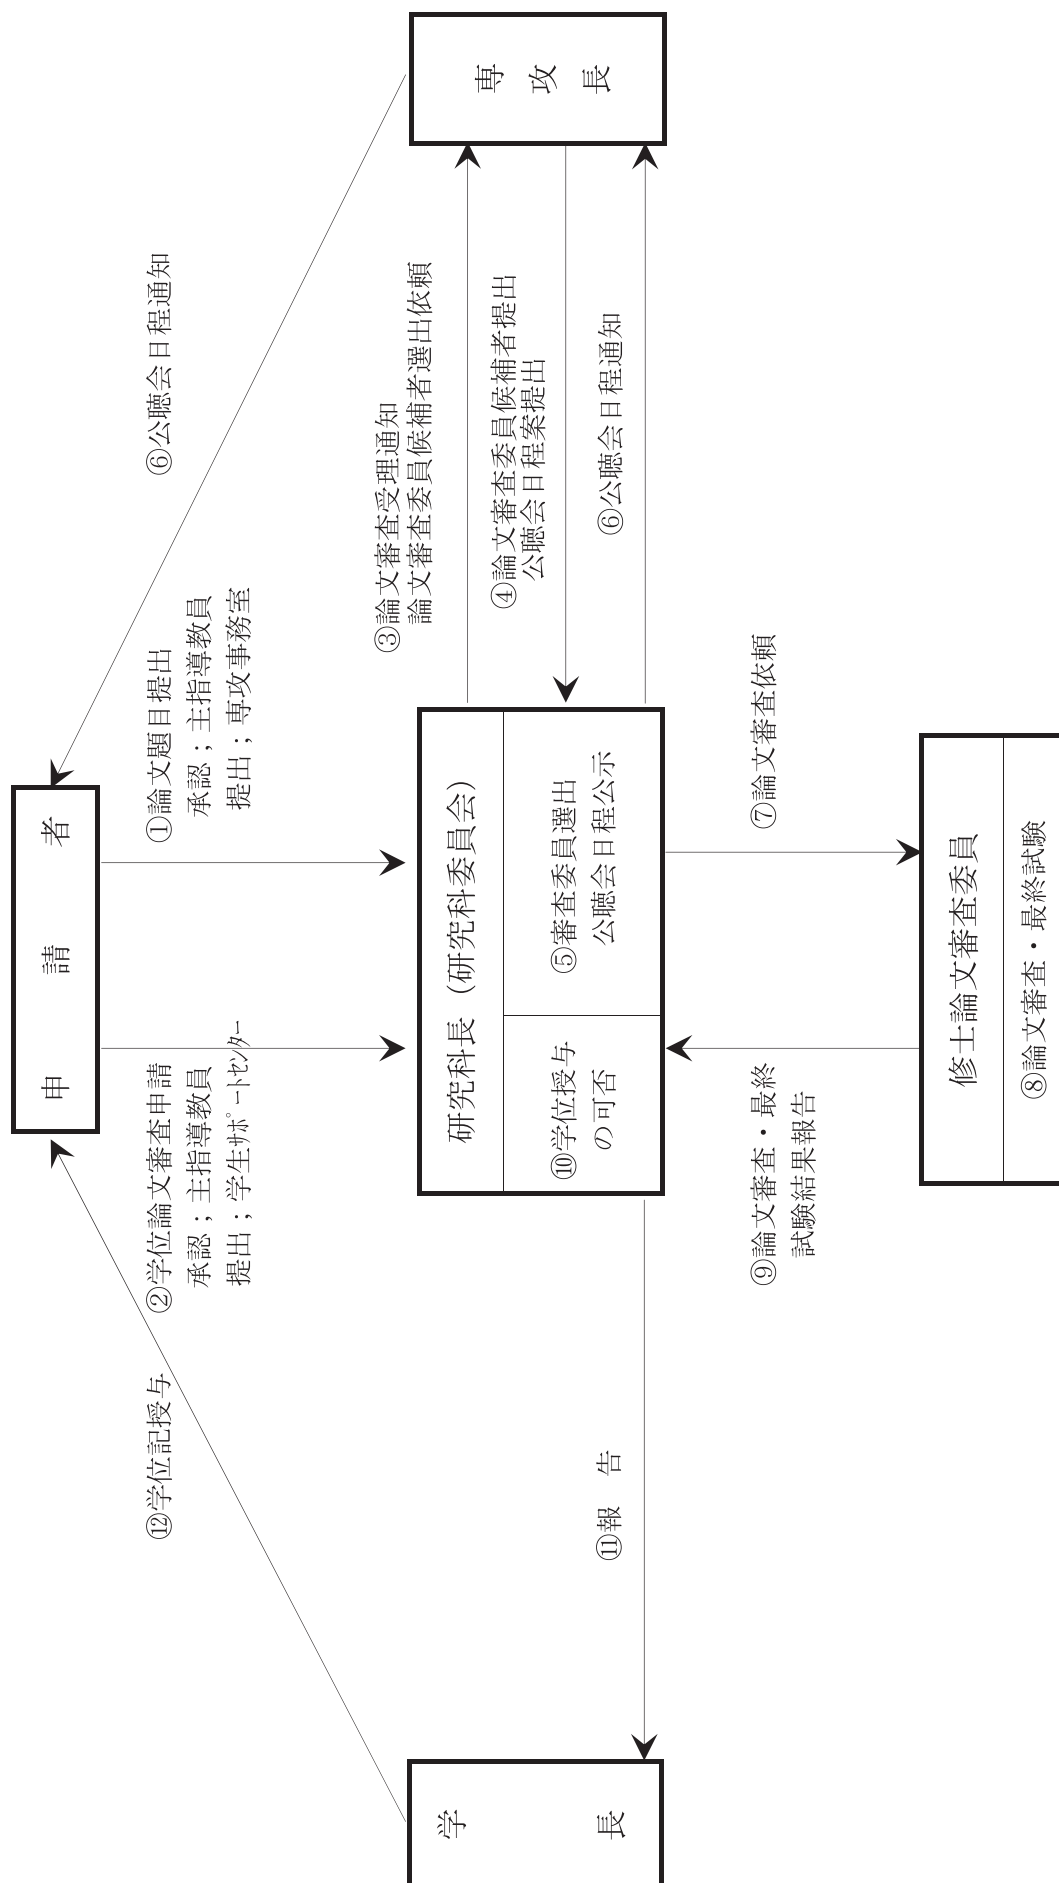 申請者
①論文題目提出
承認；主指導教員
提出；専攻事務室
②学位論文審査申請
承認；主指導教員
提出；学生ｻﾎﾟｰﾄｾﾝﾀｰ
⑥公聴会日程通知
⑫学位記授与
専攻長
③論文審査受理通知
論文審査委員候補者選出依頼
④論文審査委員候補者提出
公聴会日程案提出
⑥公聴会日程通知
研究科長（研究科委員会）
⑤審査委員選出
公聴会日程公示
⑩学位授与
の可否
学長
⑪報告
⑦論文審査依頼
⑨論文審査・最終
試験結果報告
修士論文審査委員
⑧論文審査・最終試験